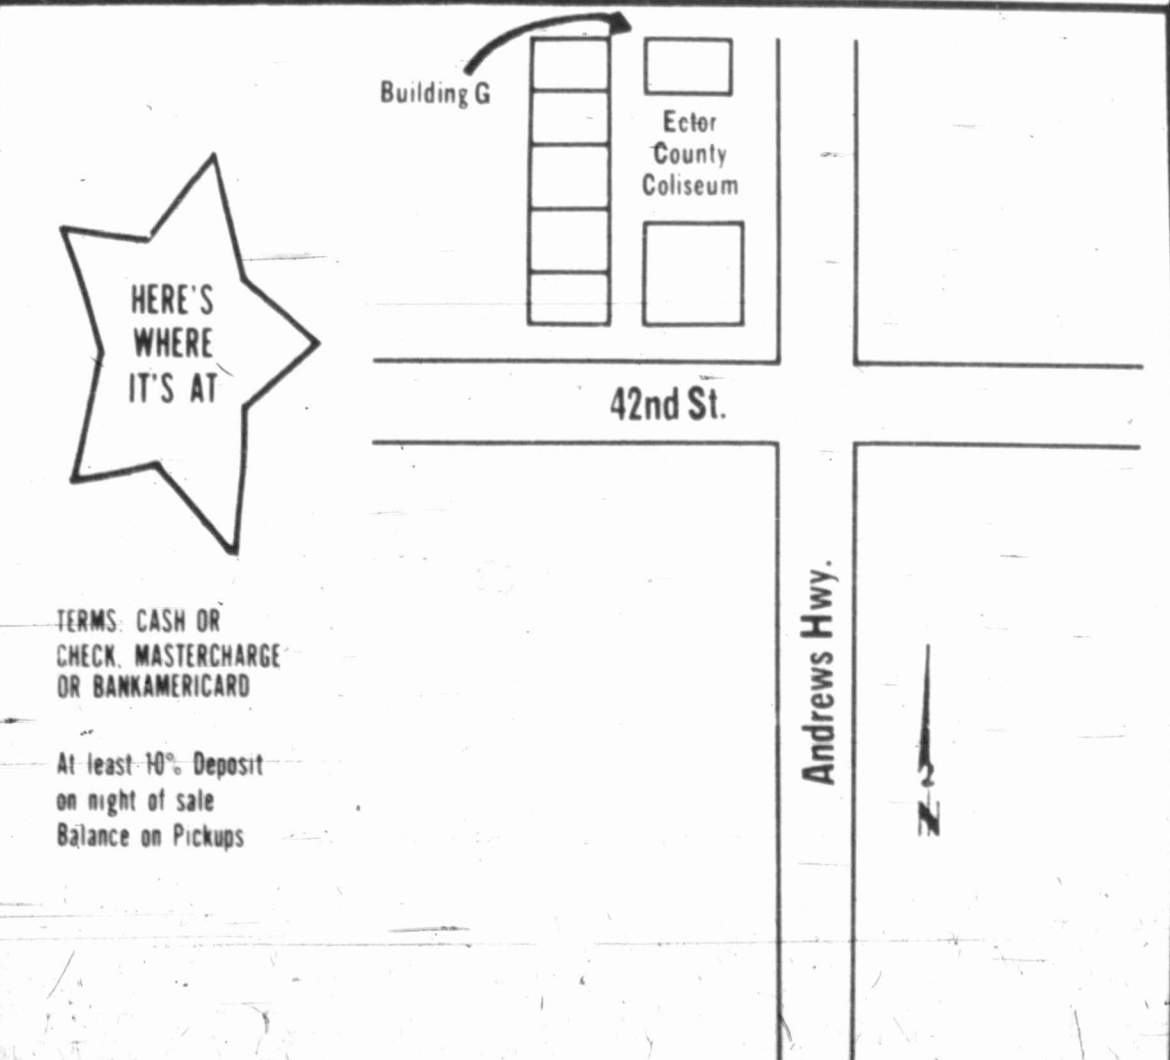 Building G
Ector
County
Coliseum
HERE'S
WHERE
IT'S AT
42nd St.
Andrews Hwy.
N
TERMS: CASH OR
CHECK, MASTERCHARGE
OR BANKAMERICARD
At least 10% Deposit
on night of sale
Balance on Pickups